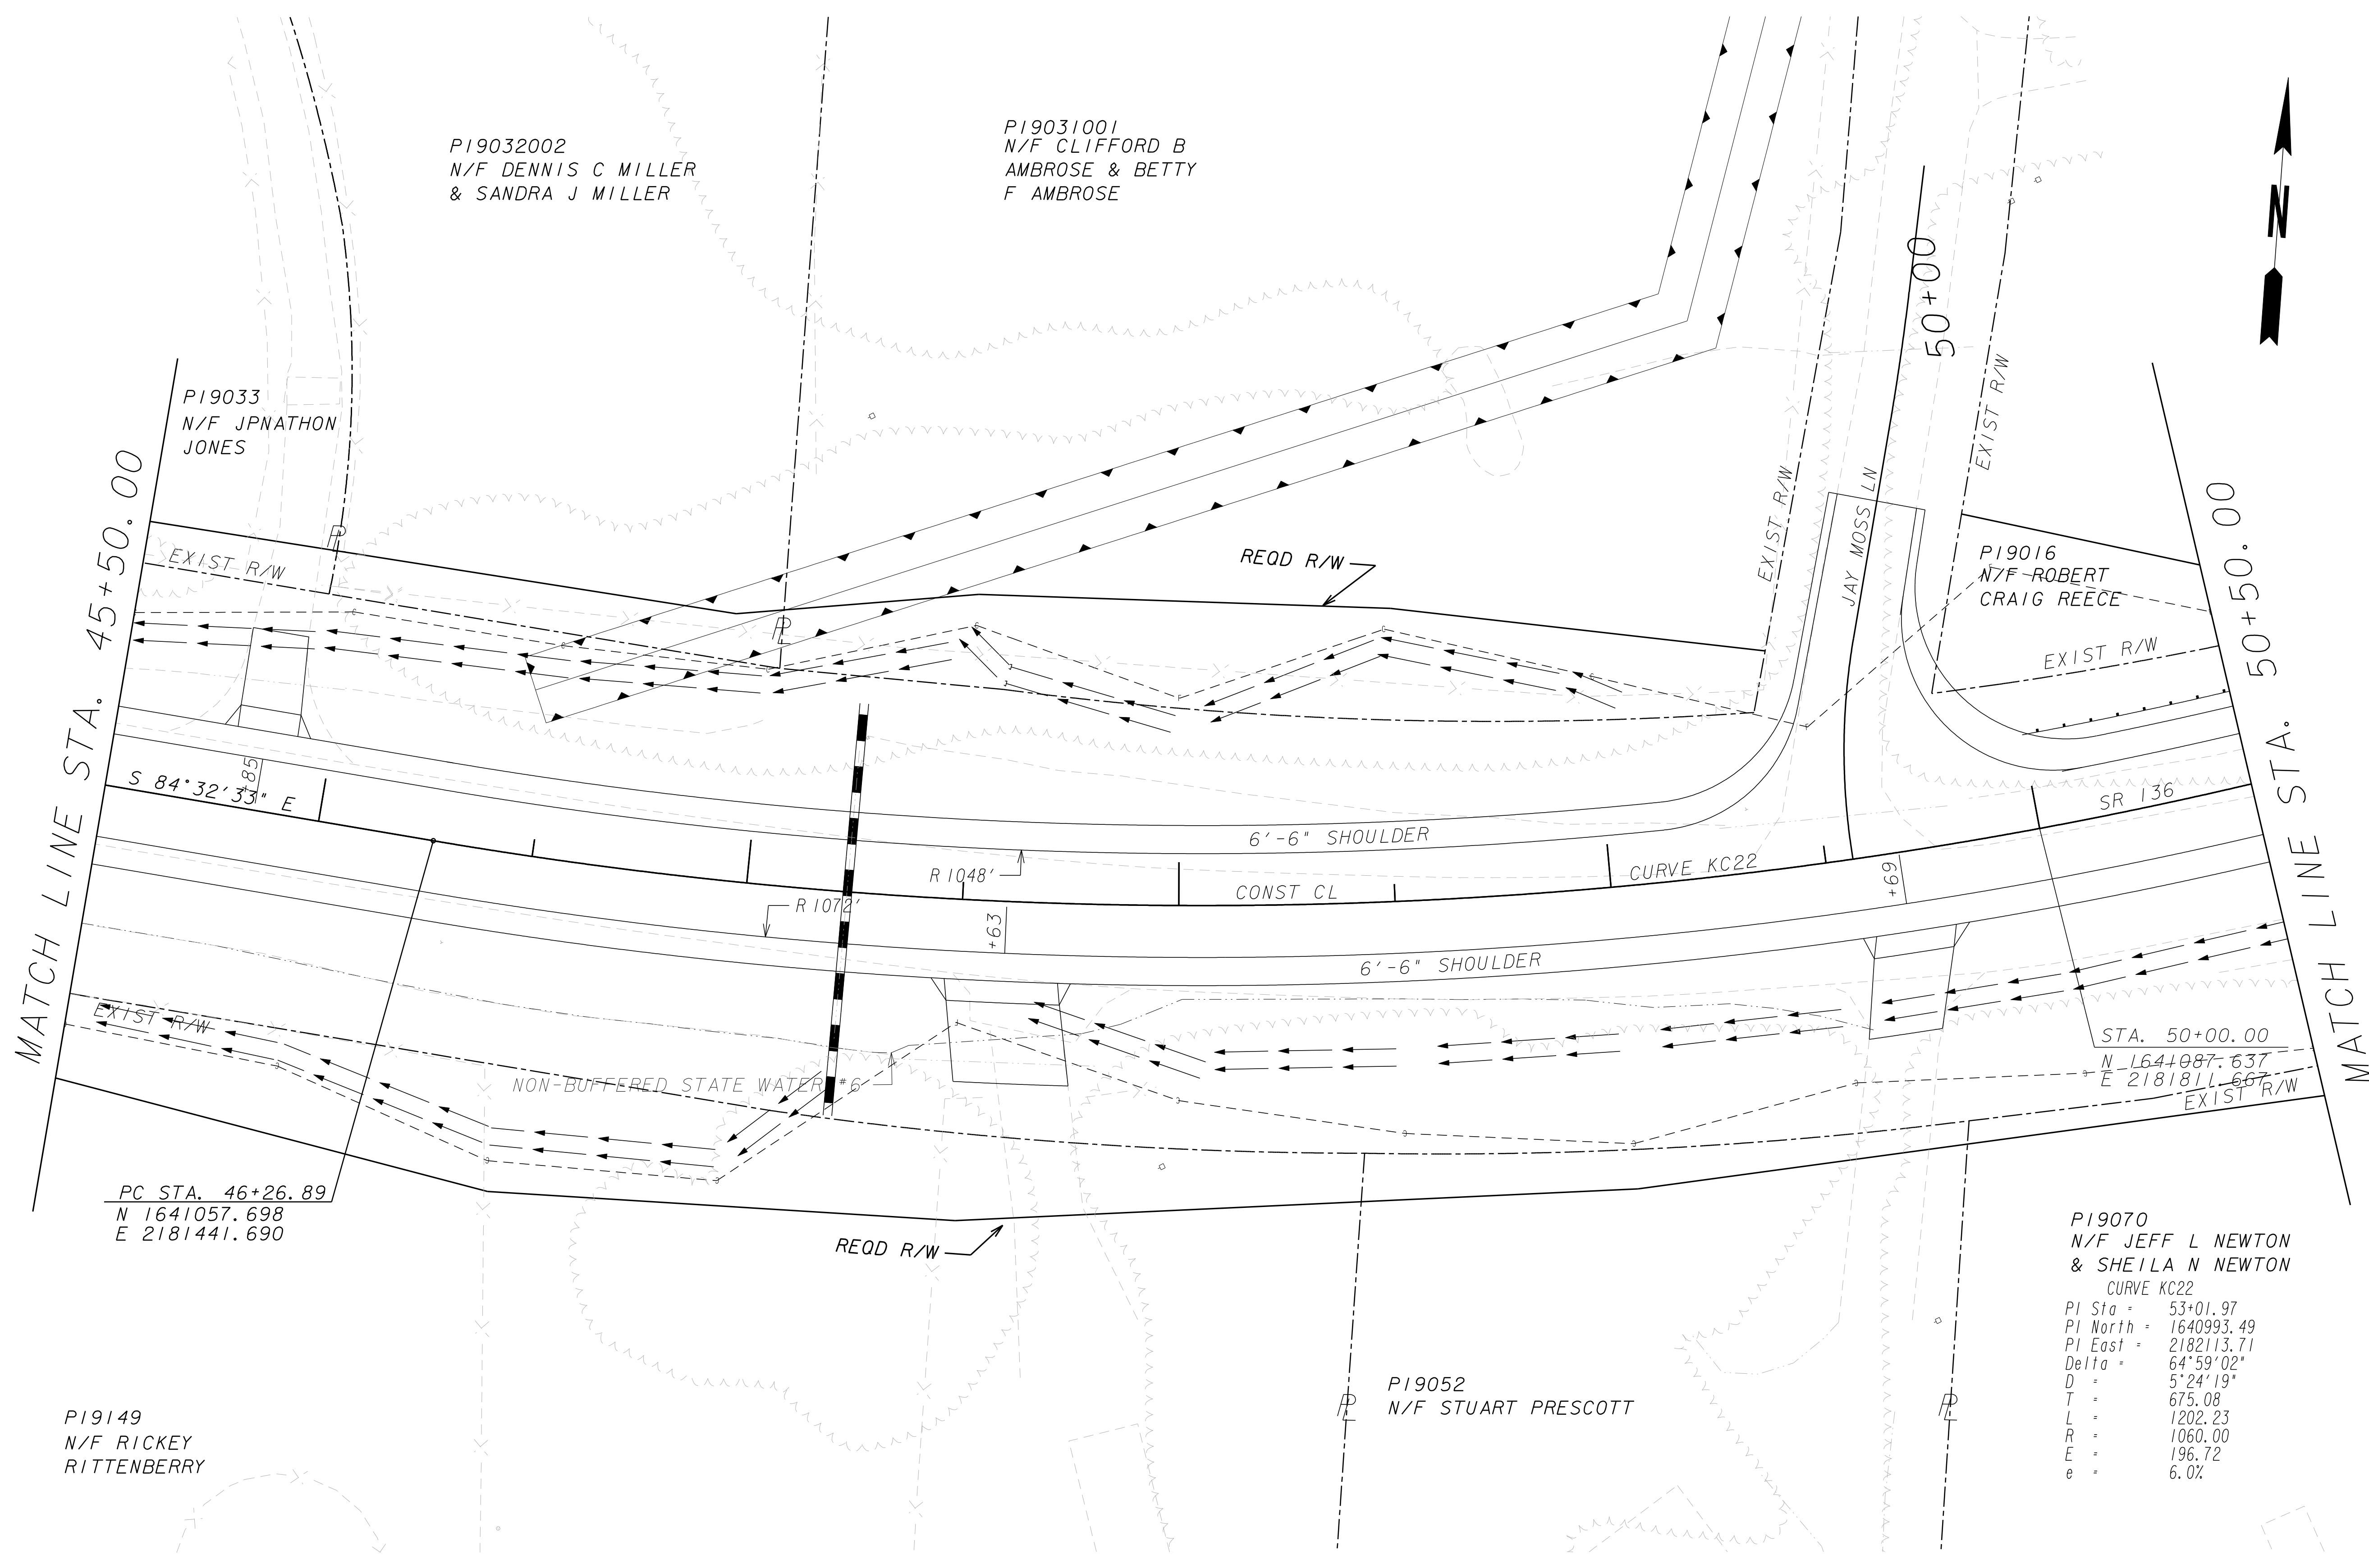 P19032002
N/F DENNIS C MILLER
& SANDRA J MILLER
P19031001
N/F CLIFFORD B
AMBROSE & BETTY
F AMBROSE
N
50+00
P19033
N/F JPNATHON
JONES
MATCH LINE STA. 45+50.00
EXIST R/W
PL
PL
REQD R/W
EXIST R/W
JAY MOSS LN
EXIST R/W
P19016
N/F ROBERT
CRAIG REECE
EXIST R/W
MATCH LINE STA. 50+50.00
S 84°32'33" E
+85
6'-6" SHOULDER
SR 136
R 1048'
CONST CL
CURVE KC22
+69
R 1072'
+63
6'-6" SHOULDER
EXIST R/W
NON-BUFFERED STATE WATER #6
STA. 50+00.00
N 1641087.637
E 2181811.667
EXIST R/W
PC STA. 46+26.89
N 1641057.698
E 2181441.690
REQD R/W
P19070
N/F JEFF L NEWTON
& SHEILA N NEWTON
CURVE KC22
PI Sta = 53+01.97
PI North = 1640993.49
PI East = 2182113.71
Delta = 64°59'02"
D = 5°24'19"
T = 675.08
L = 1202.23
R = 1060.00
E = 196.72
e = 6.0%
P19149
N/F RICKEY
RITTENBERRY
PL
P19052
N/F STUART PRESCOTT
PL